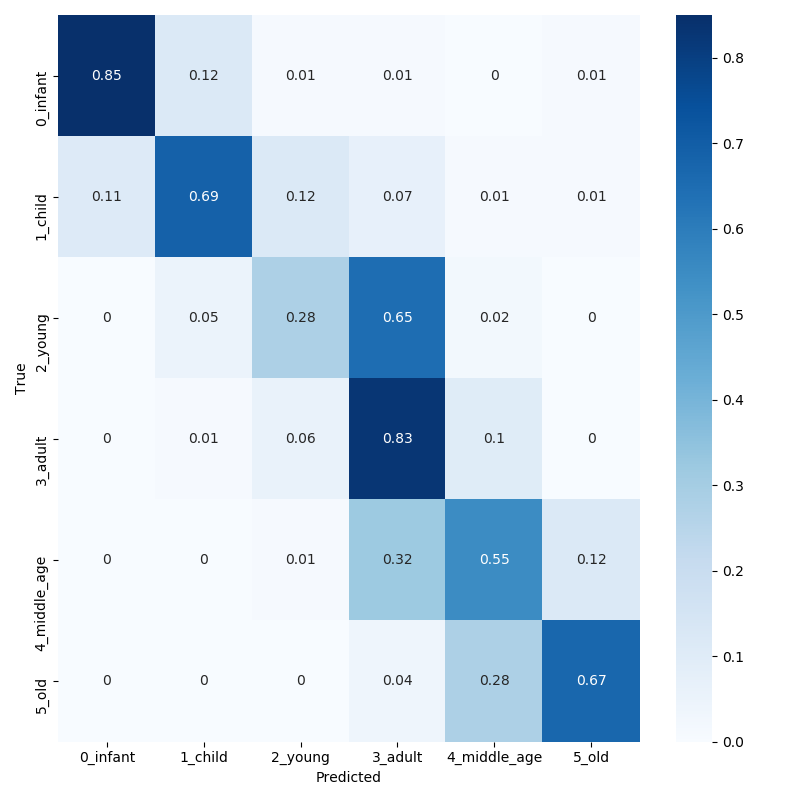 0_infant 0.85 0.12 0.01 0.01 0 0.01
1_child 0.11 0.69 0.12 0.07 0.01 0.01
2_young 0 0.05 0.28 0.65 0.02 0
3_adult 0 0.01 0.06 0.83 0.1 0
4_middle_age 0 0 0.01 0.32 0.55 0.12
5_old 0 0 0 0.04 0.28 0.67
True
0_infant 1_child 2_young 3_adult 4_middle_age 5_old
Predicted
0.8
0.7
0.6
0.5
0.4
0.3
0.2
0.1
0.0